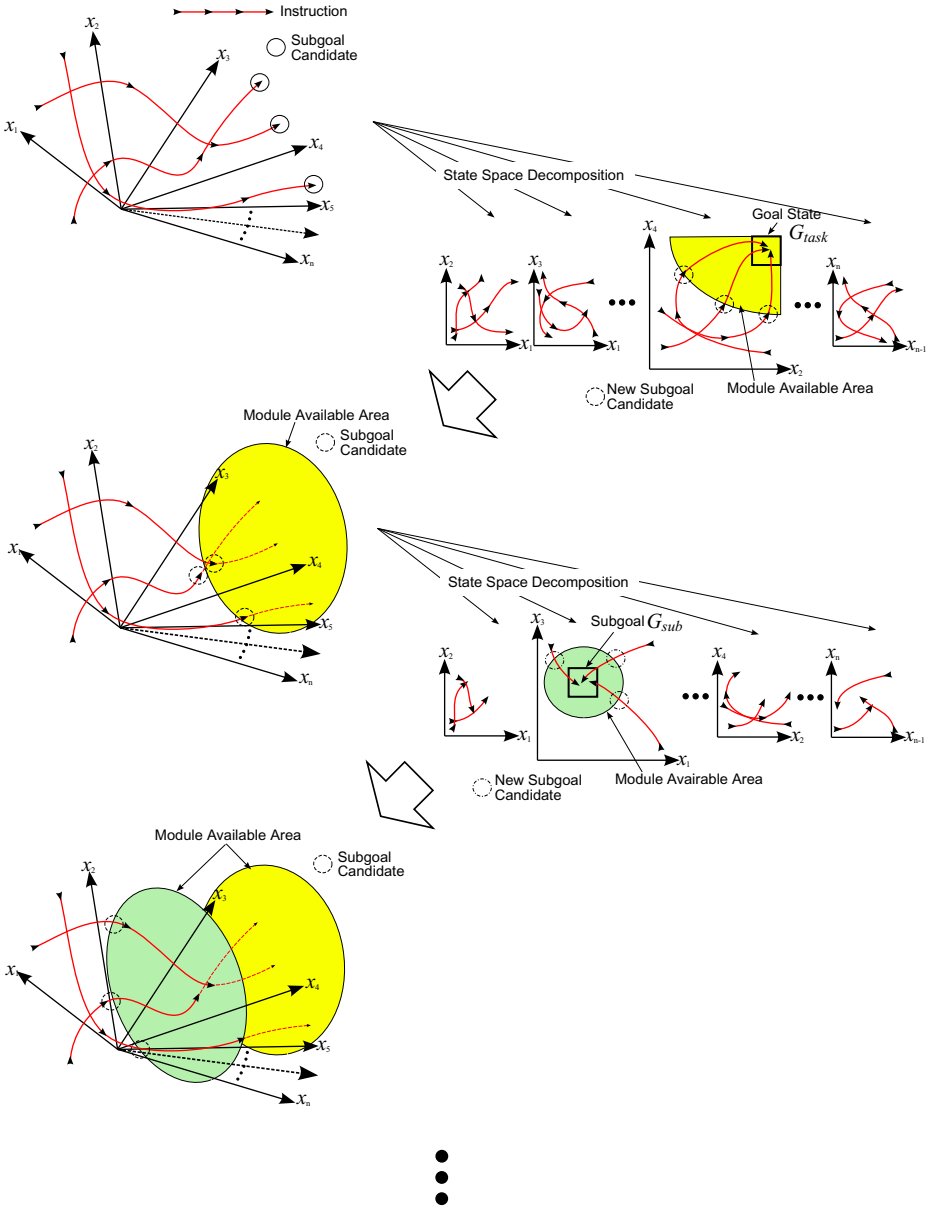 Instruction
Subgoal
Candidate
x2
x3
x1
x4
x5
xn
State Space Decomposition
Goal State
Gtask
x4
x2
x1
x3
x1
x2
xn
xn-1
New Subgoal
Candidate
Module Available Area
Module Available Area
Subgoal
Candidate
x2
x3
x1
x4
x5
xn
State Space Decomposition
Subgoal Gsub
x2
x1
x3
x1
x4
x2
xn
xn-1
Module Avairable Area
New Subgoal
Candidate
Module Available Area
Subgoal
Candidate
x2
x3
x1
x4
x5
xn